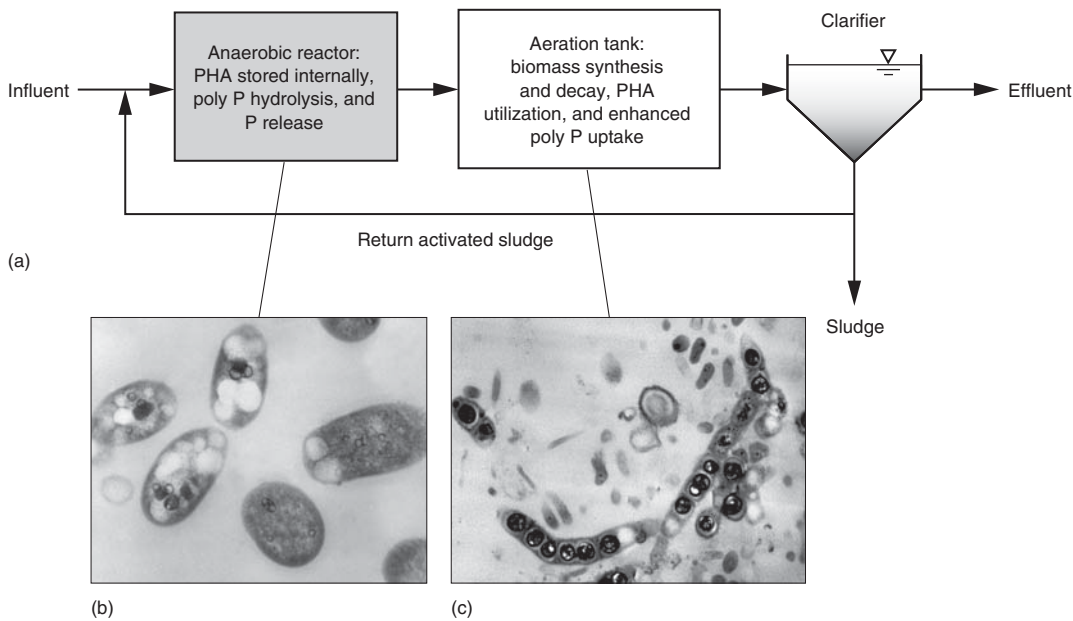 Influent
Anaerobic reactor:
PHA stored internally,
poly P hydrolysis, and
P release
Aeration tank:
biomass synthesis
and decay, PHA
utilization, and enhanced
poly P uptake
Clarifier
Effluent
Return activated sludge
Sludge
(a)
(b)
(c)